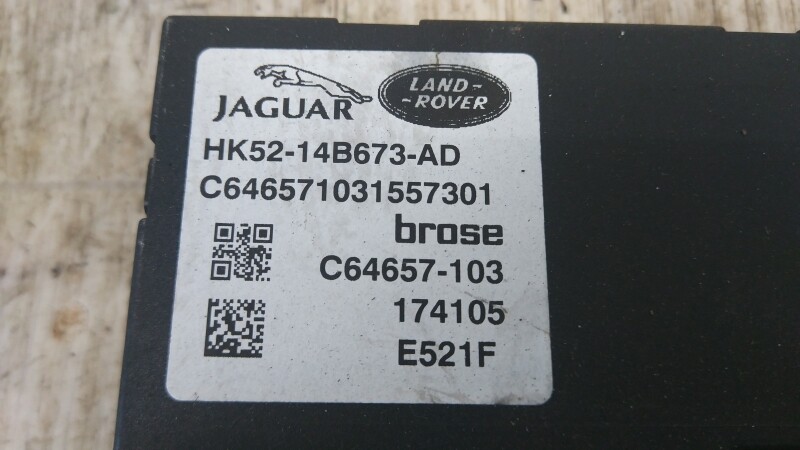 JAGUAR
LAND-
-ROVER
HK52-14B673-AD
C646571031557301
brose
C64657-103
174105
E521F